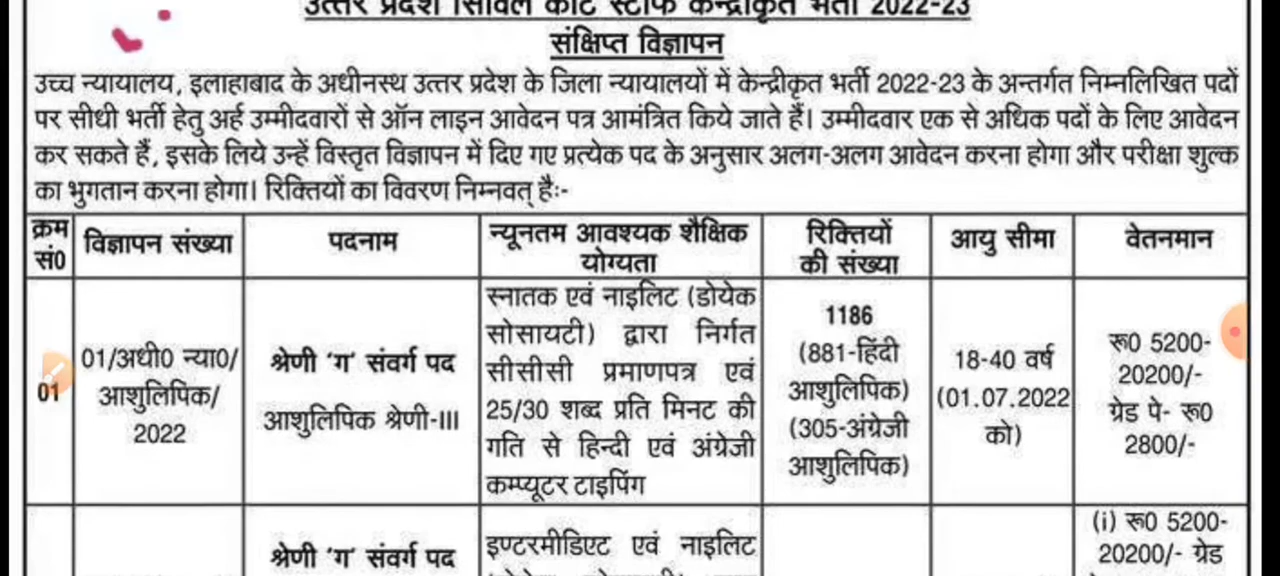 उत्तर प्रदेश सिविल कोर्ट स्टाफ केन्द्रीकृत भर्ती 2022-23
संक्षिप्त विज्ञापन
उच्च न्यायालय, इलाहाबाद के अधीनस्थ उत्तर प्रदेश के जिला न्यायालयों में केन्द्रीकृत भर्ती 2022-23 के अन्तर्गत निम्नलिखित पदों
पर सीधी भर्ती हेतु अर्ह उम्मीदवारों से ऑन लाइन आवेदन पत्र आमंत्रित किये जाते हैं। उम्मीदवार एक से अधिक पदों के लिए आवेदन
कर सकते हैं, इसके लिये उन्हें विस्तृत विज्ञापन में दिए गए प्रत्येक पद के अनुसार अलग-अलग आवेदन करना होगा और परीक्षा शुल्क
का भुगतान करना होगा। रिक्तियों का विवरण निम्नवत् हैः-
क्रम
सं0
विज्ञापन संख्या
पदनाम
न्यूनतम आवश्यक शैक्षिक
योग्यता
रिक्तियों
की संख्या
आयु सीमा
वेतनमान
01
01/अधी0 न्या0/
आशुलिपिक/
2022
श्रेणी 'ग' संवर्ग पद
आशुलिपिक श्रेणी-III
स्नातक एवं नाइलिट (डोयेक
सोसायटी) द्वारा निर्गत
सीसीसी प्रमाणपत्र एवं
25/30 शब्द प्रति मिनट की
गति से हिन्दी एवं अंग्रेजी
कम्प्यूटर टाइपिंग
1186
(881-हिंदी
आशुलिपिक)
(305-अंग्रेजी
आशुलिपिक)
18-40 वर्ष
(01.07.2022
को)
रू0 5200-
20200/-
ग्रेड पे- रू0
2800/-
श्रेणी 'ग' संवर्ग पद
इण्टरमीडिएट एवं नाइलिट
(i) रू0 5200-
20200/- ग्रेड